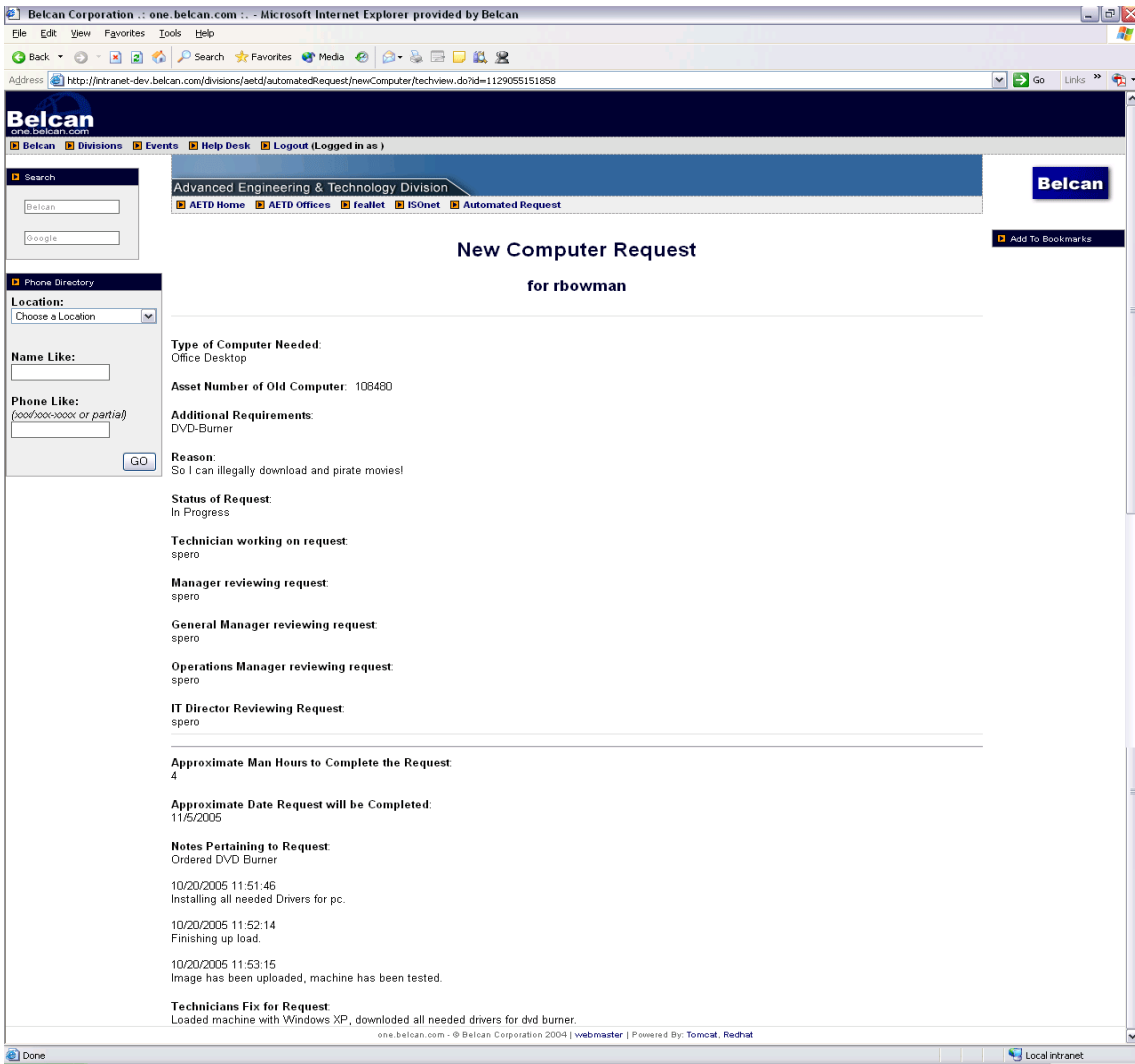 Belcan Corporation .: one.belcan.com :. - Microsoft Internet Explorer provided by Belcan
File Edit View Favorites Tools Help
Back Search Favorites Media
Address http://intranet-dev.belcan.com/divisions/aetd/automatedRequest/newComputer/techview.do?id=1129055151858 Go Links »
Belcan
one.belcan.com
Belcan Divisions Events Help Desk Logout (Logged in as )
Search
Belcan
Google
Phone Directory
Location:
Choose a Location
Name Like:
Phone Like:
(xxx/xxx-xxxx or partial)
GO
Advanced Engineering & Technology Division
AETD Home AETD Offices feaNet ISOnet Automated Request
Belcan
Add To Bookmarks
New Computer Request
for rbowman
Type of Computer Needed:
Office Desktop
Asset Number of Old Computer: 108480
Additional Requirements:
DVD-Burner
Reason:
So I can illegally download and pirate movies!
Status of Request:
In Progress
Technician working on request:
spero
Manager reviewing request:
spero
General Manager reviewing request:
spero
Operations Manager reviewing request:
spero
IT Director Reviewing Request:
spero
Approximate Man Hours to Complete the Request:
4
Approximate Date Request will be Completed:
11/5/2005
Notes Pertaining to Request:
Ordered DVD Burner
10/20/2005 11:51:46
Installing all needed Drivers for pc.
10/20/2005 11:52:14
Finishing up load.
10/20/2005 11:53:15
Image has been uploaded, machine has been tested.
Technicians Fix for Request:
Loaded machine with Windows XP, downloded all needed drivers for dvd burner.
one.belcan.com - © Belcan Corporation 2004 | webmaster | Powered By: Tomcat, Redhat
Done Local intranet